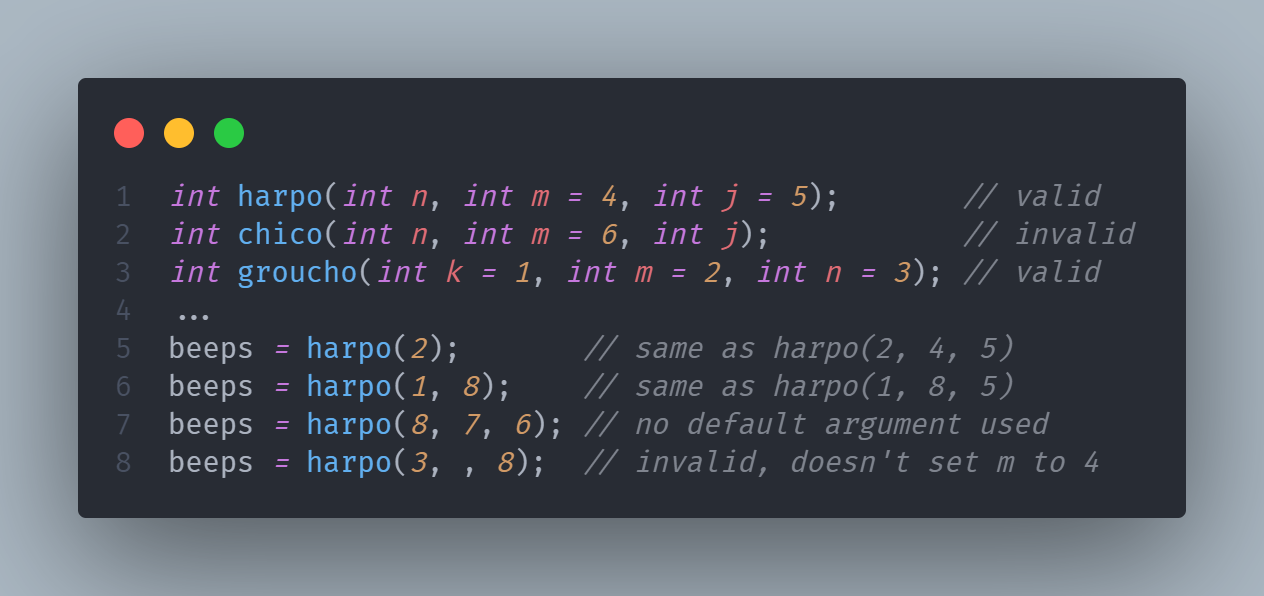 1 int harpo(int n, int m = 4, int j = 5); // valid
2 int chico(int n, int m = 6, int j); // invalid
3 int groucho(int k = 1, int m = 2, int n = 3); // valid
4 ...
5 beeps = harpo(2); // same as harpo(2, 4, 5)
6 beeps = harpo(1, 8); // same as harpo(1, 8, 5)
7 beeps = harpo(8, 7, 6); // no default argument used
8 beeps = harpo(3, , 8); // invalid, doesn't set m to 4